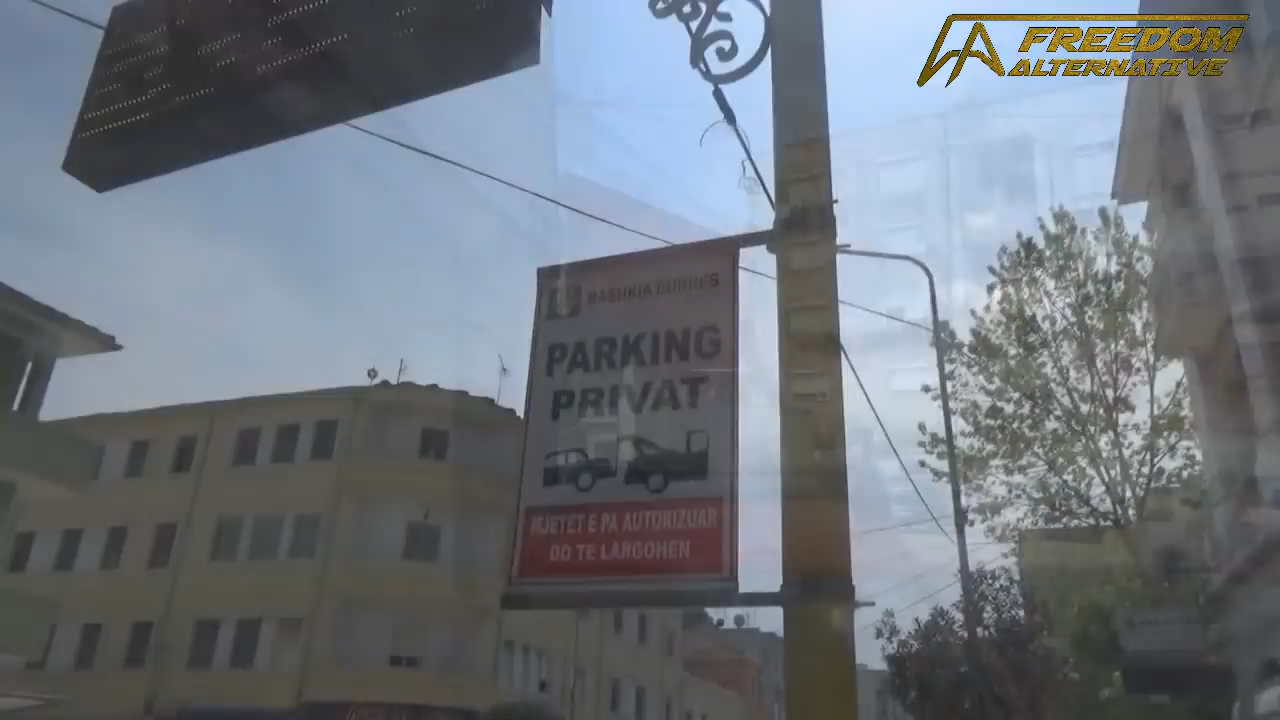 FREEDOM
ALTERNATIVE
BASHKIA DURRËS
PARKING
PRIVAT
MJETET E PA AUTORIZUAR
DO TE LARGOHEN